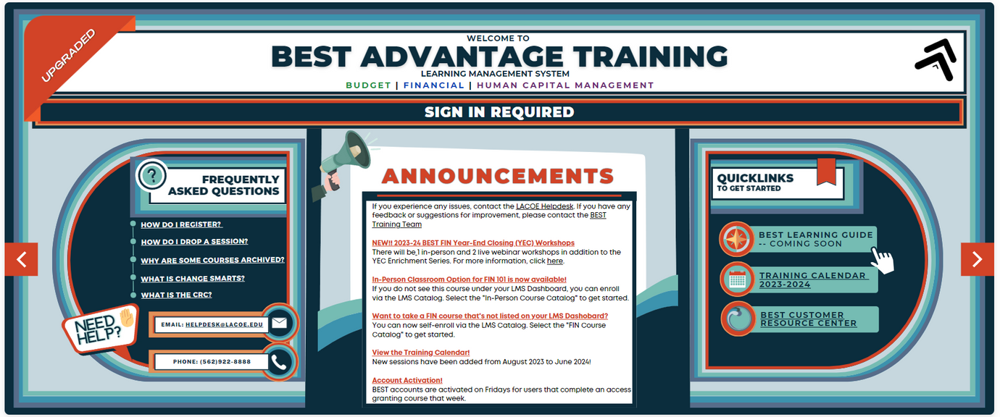 UPGRADED
WELCOME TO
BEST ADVANTAGE TRAINING
LEARNING MANAGEMENT SYSTEM
BUDGET | FINANCIAL | HUMAN CAPITAL MANAGEMENT
SIGN IN REQUIRED
FREQUENTLY
ASKED QUESTIONS
HOW DO I REGISTER?
HOW DO I DROP A SESSION?
WHY ARE SOME COURSES ARCHIVED?
WHAT IS CHANGE SMARTS?
WHAT IS THE CRC?
NEED
HELP?
EMAIL: HELPDESK@LACOE.EDU
PHONE: (562)922-8888
ANNOUNCEMENTS
If you experience any issues, contact the LACOE Helpdesk. If you have any
feedback or suggestions for improvement, please contact the BEST
Training Team
NEW!! 2023-24 BEST FIN Year-End Closing (YEC) Workshops
There will be 1 in-person and 2 live webinar workshops in addition to the
YEC Enrichment Series. For more information, click here.
In-Person Classroom Option for FIN 101 is now available!
If you do not see this course under your LMS Dashboard, you can enroll
via the LMS Catalog. Select the "In-Person Course Catalog" to get started.
Want to take a FIN course that's not listed on your LMS Dashobard?
You can now self-enroll via the LMS Catalog. Select the "FIN Course
Catalog" to get started.
View the Training Calendar!
New sessions have been added from August 2023 to June 2024!
Account Activation!
BEST accounts are activated on Fridays for users that complete an access
granting course that week.
QUICKLINKS
TO GET STARTED
BEST LEARNING GUIDE
-- COMING SOON
TRAINING CALENDAR
2023-2024
BEST CUSTOMER
RESOURCE CENTER